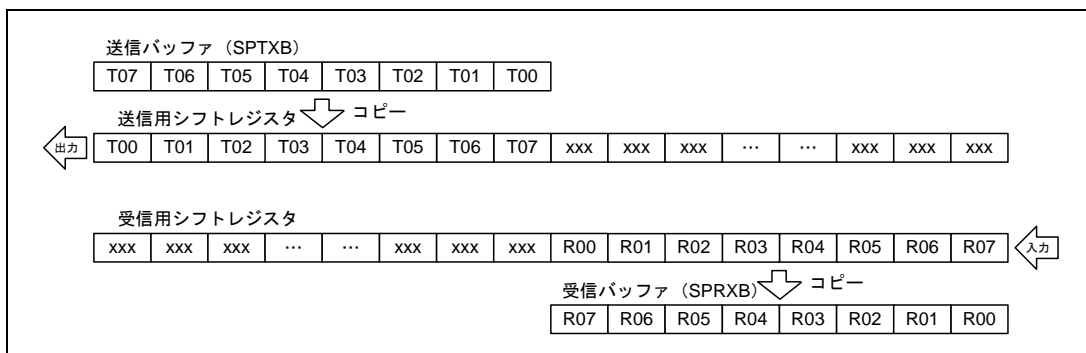 送信バッファ（SPTXB）
T07 T06 T05 T04 T03 T02 T01 T00
コピー
送信用シフトレジスタ
出力 T00 T01 T02 T03 T04 T05 T06 T07 xxx xxx xxx … … xxx xxx xxx
受信用シフトレジスタ
xxx xxx xxx … … xxx xxx xxx R00 R01 R02 R03 R04 R05 R06 R07 入力
コピー
受信バッファ（SPRXB）
R07 R06 R05 R04 R03 R02 R01 R00